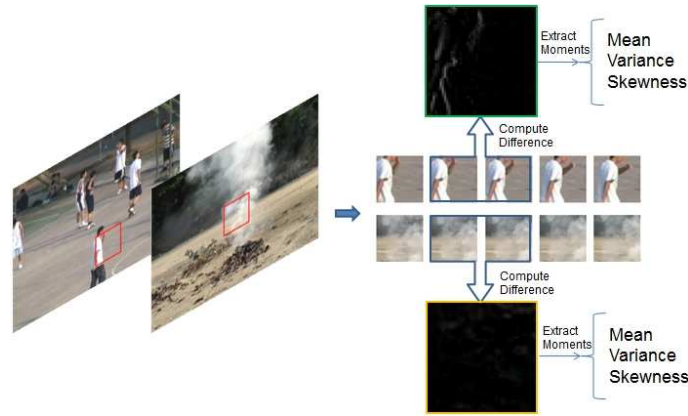 Extract
Moments
Mean
Variance
Skewness
Compute
Difference
Compute
Difference
Extract
Moments
Mean
Variance
Skewness